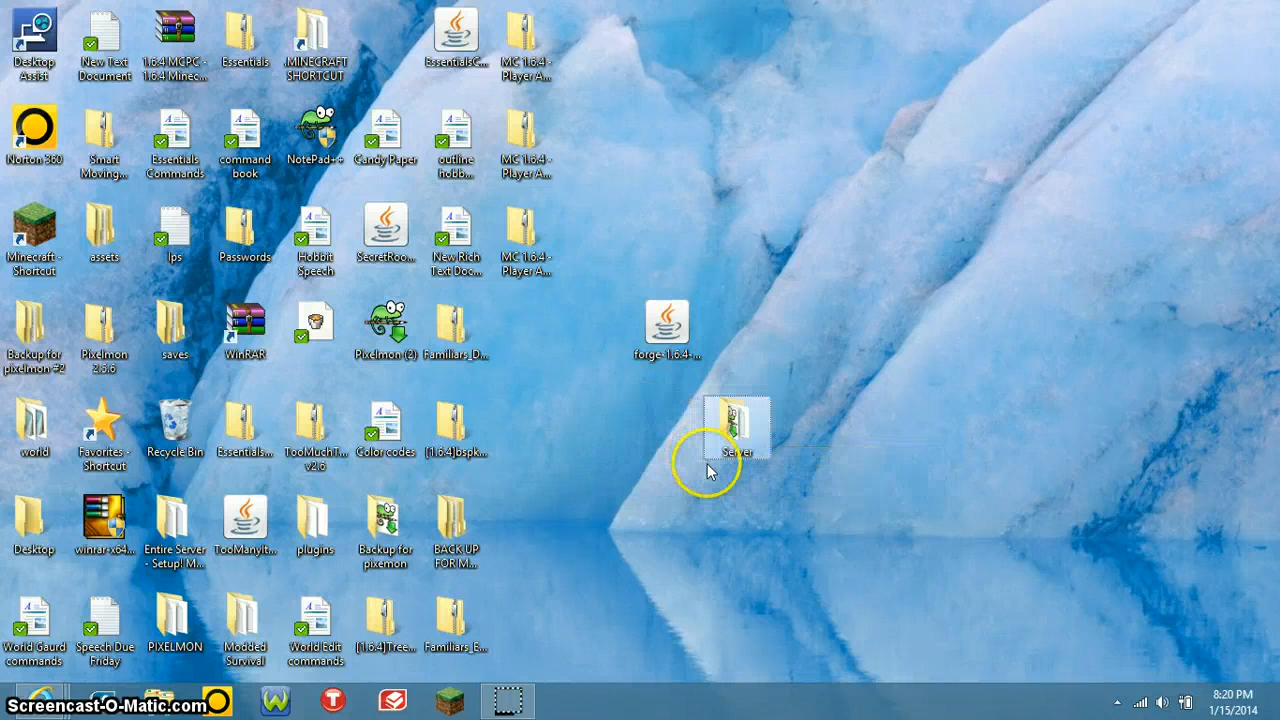 Desktop
Assist
New Text
Document
1.6.4 MCPC -
1.6.4 Minec...
Essentials
.MINECRAFT
SHORTCUT
EssentialsC...
MC 1.6.4 -
Player A...
Norton 360
Smart
Moving...
Essentials
Commands
command
book
NotePad++
Candy Paper
outline
hobb...
MC 1.6.4 -
Player A...
Minecraft -
Shortcut
assets
lps
Passwords
Hobbit
Speech
SecretRoo...
New Rich
Text Doc...
MC 1.6.4 -
Player A...
Backup for
pixelmon #2
Pixelmon
2.6.6
saves
WinRAR
Pixelmon (2)
Familiars_D...
forge-1.6.4-...
world
Favorites -
Shortcut
Recycle Bin
Essentials...
TooMuchT...
v2.6
Color codes
[1.6.4]bspk...
Server
Desktop
winrar-x64...
Entire Server
- Setup! M...
TooManyIt...
plugins
Backup for
pixemon
BACK UP
FOR M...
World Gaurd
commands
Speech Due
Friday
PIXELMON
Modded
Survival
World Edit
commands
[1.6.4]Tree...
Familiars_E...
Screencast-O-Matic.com
8:20 PM
1/15/2014